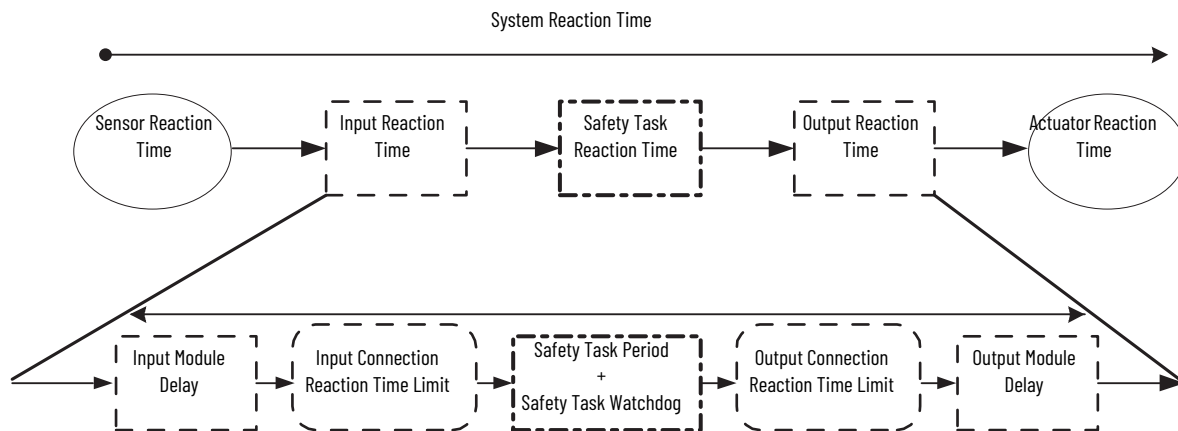 System Reaction Time
Sensor Reaction
Time
Input Reaction
Time
Safety Task
Reaction Time
Output Reaction
Time
Actuator Reaction
Time
Input Module
Delay
Input Connection
Reaction Time Limit
Safety Task Period
+
Safety Task Watchdog
Output Connection
Reaction Time Limit
Output Module
Delay